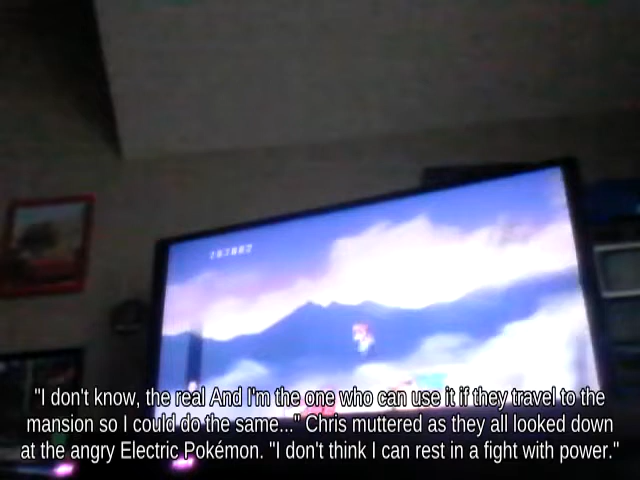 "I don't know, the real And I'm the one who can use it if they travel to the
mansion so I could do the same..." Chris muttered as they all looked down
at the angry Electric Pokémon. "I don't think I can rest in a fight with power."